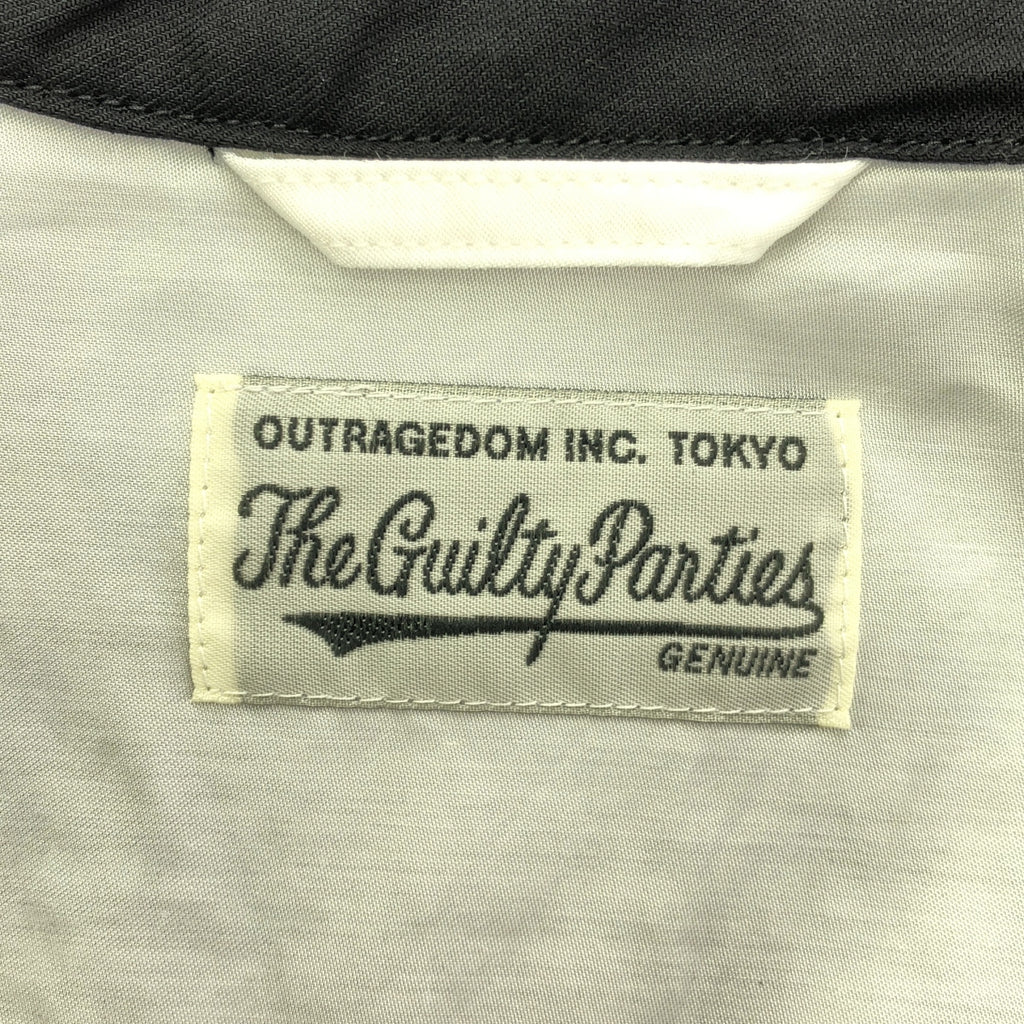 OUTRAGEDOM INC. TOKYO
The Guilty Parties
GENUINE